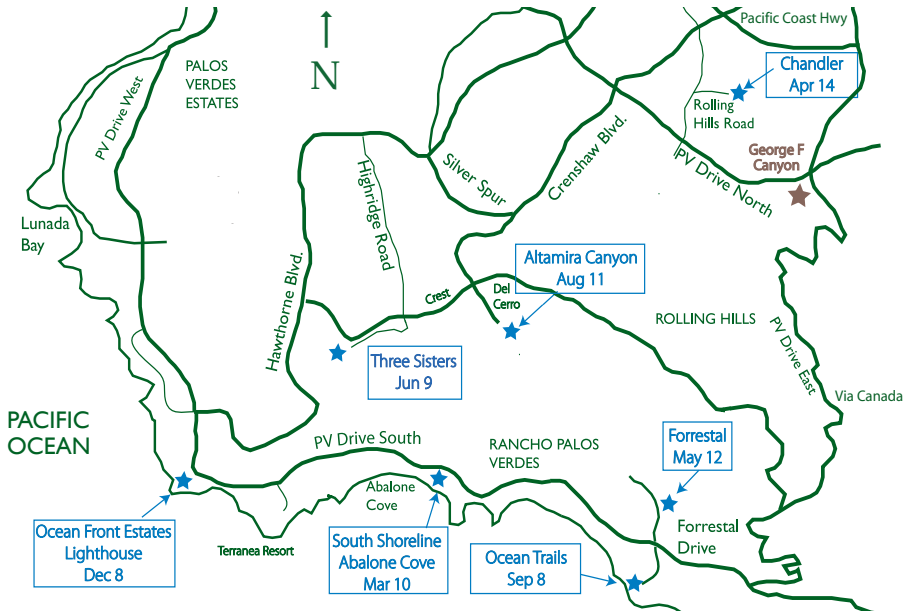 Pacific Coast Hwy
N
PALOS
VERDES
ESTATES
PV Drive West
Chandler
Apr 14
Rolling
Hills Road
George F
Canyon
PV Drive North
Crenshaw Blvd.
Silver Spur
Highridge Road
Lunada
Bay
Hawthorne Blvd.
Altamira Canyon
Aug 11
Crest
Del
Cerro
ROLLING HILLS
PV Drive East
Three Sisters
Jun 9
Via Canada
PACIFIC
OCEAN
PV Drive South
RANCHO PALOS
VERDES
Forrestal
May 12
Abalone
Cove
Ocean Front Estates
Lighthouse
Dec 8
Terranea Resort
South Shoreline
Abalone Cove
Mar 10
Ocean Trails
Sep 8
Forrestal
Drive